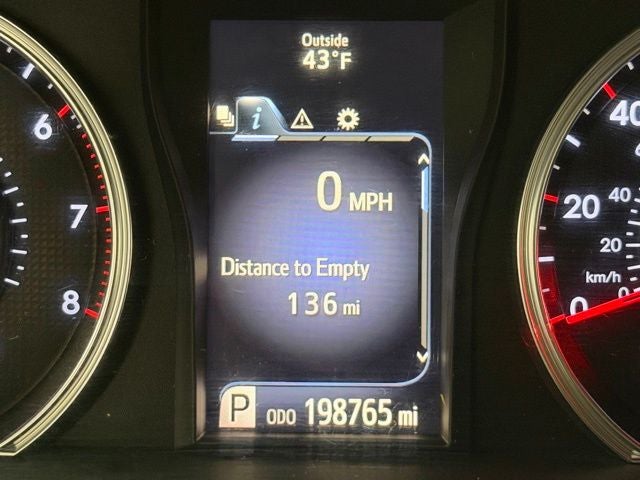 Outside
43°F
i
0 MPH
Distance to Empty
136 mi
P ODO 198765 mi
6
7
8
40
20
0
40
20
km/h
0